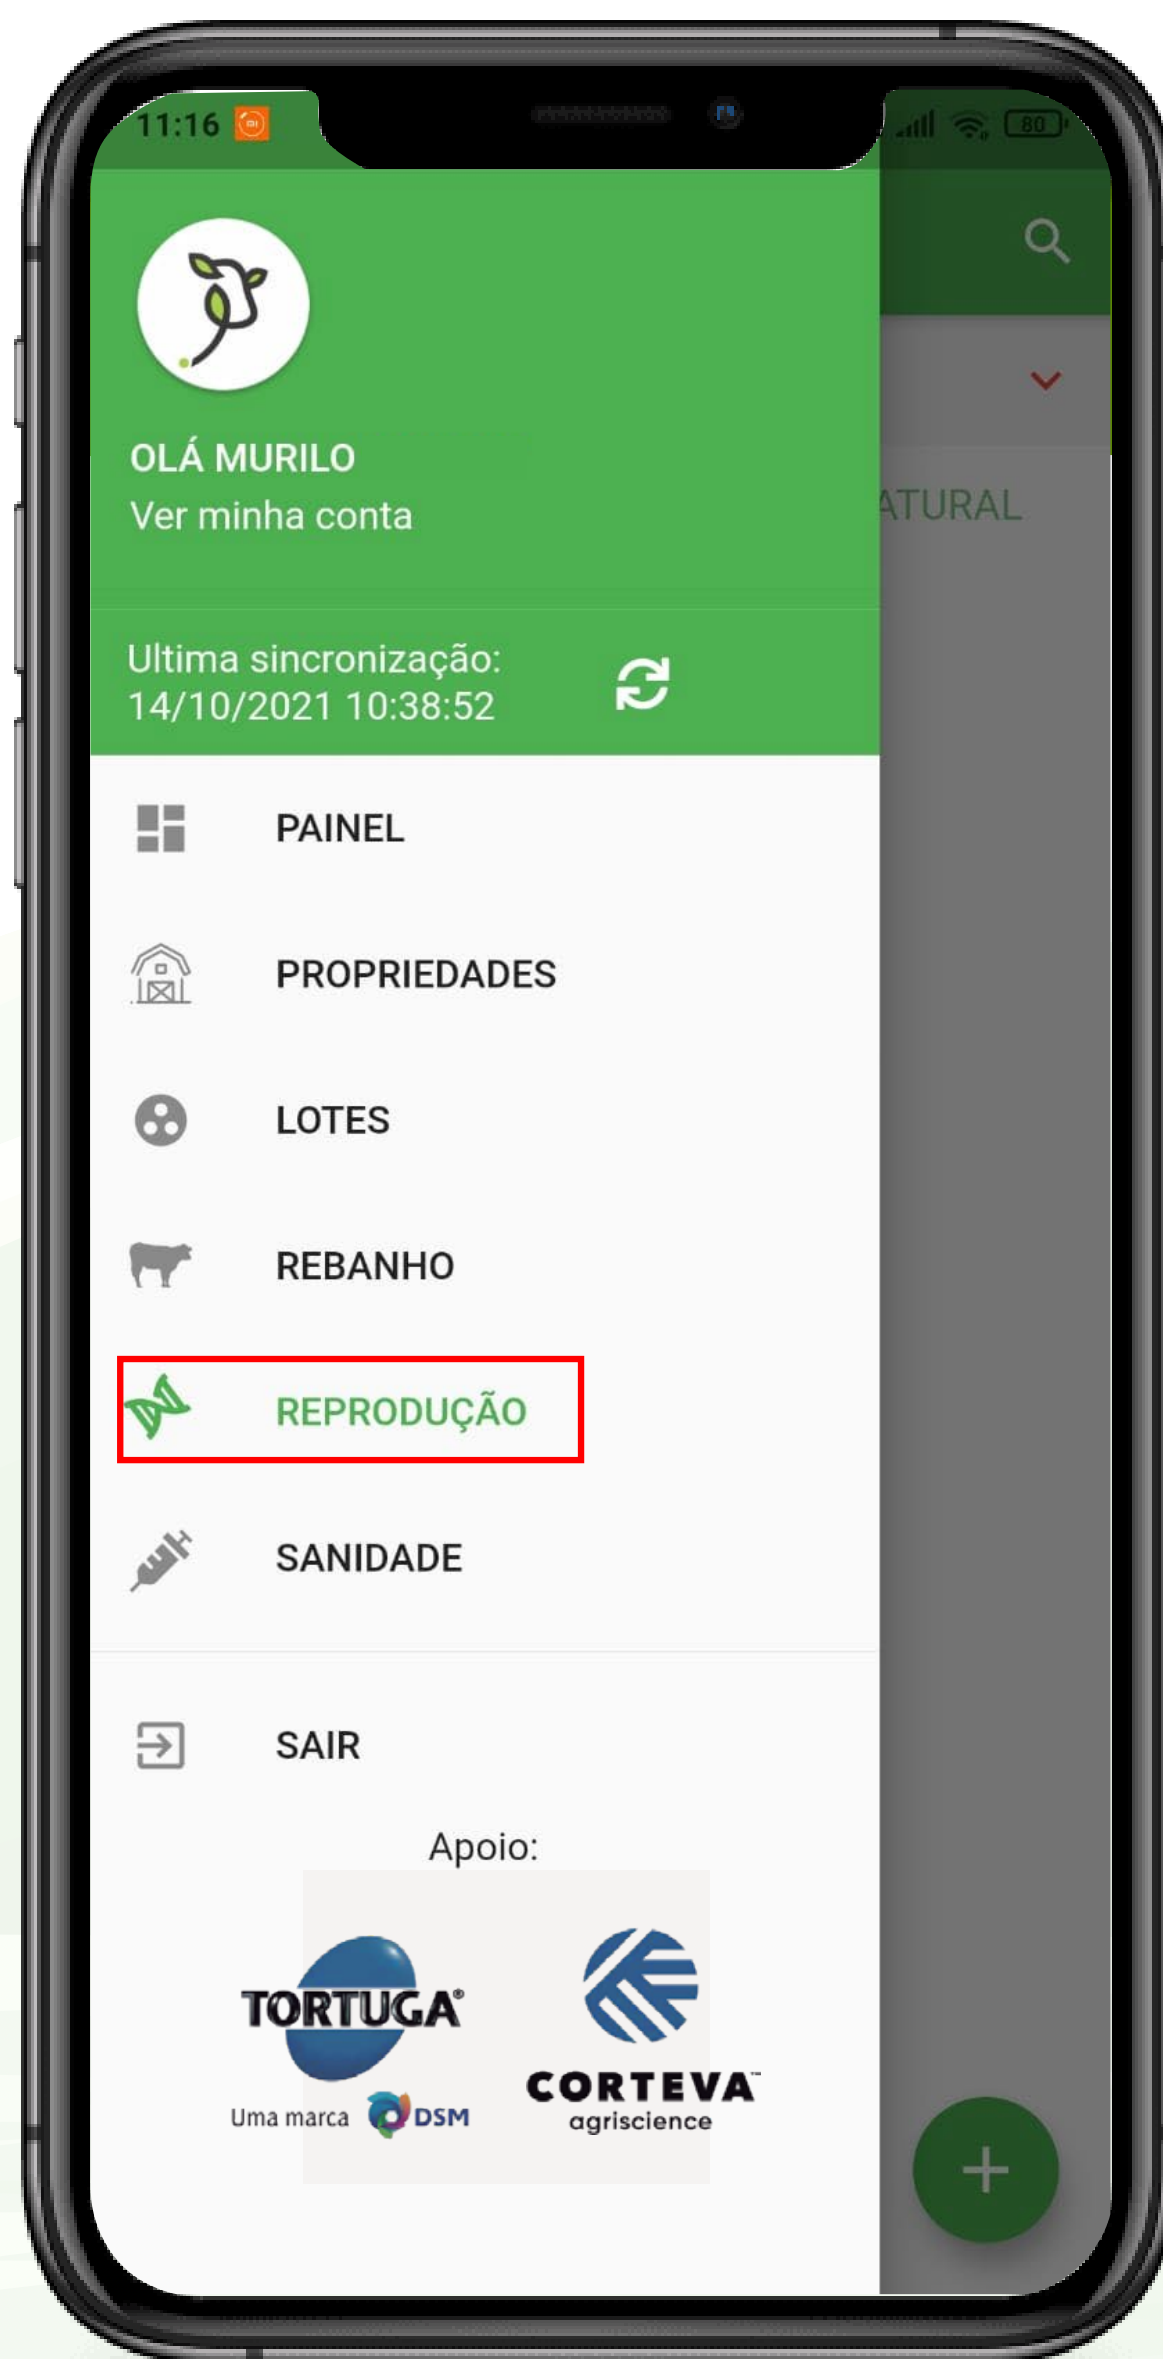 11:16
80
OLÁ MURILO
Ver minha conta
ATURAL
Ultima sincronização:
14/10/2021 10:38:52
PAINEL
PROPRIEDADES
LOTES
REBANHO
REPRODUÇÃO
SANIDADE
SAIR
Apoio:
TORTUGA®
Uma marca DSM
CORTEVA™
agriscience